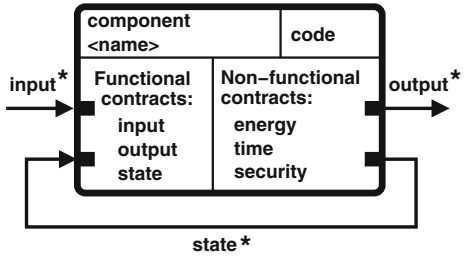 component
<name>
code
input*
Functional
contracts:
input
output
state
Non−functional
contracts:
energy
time
security
output*
state*